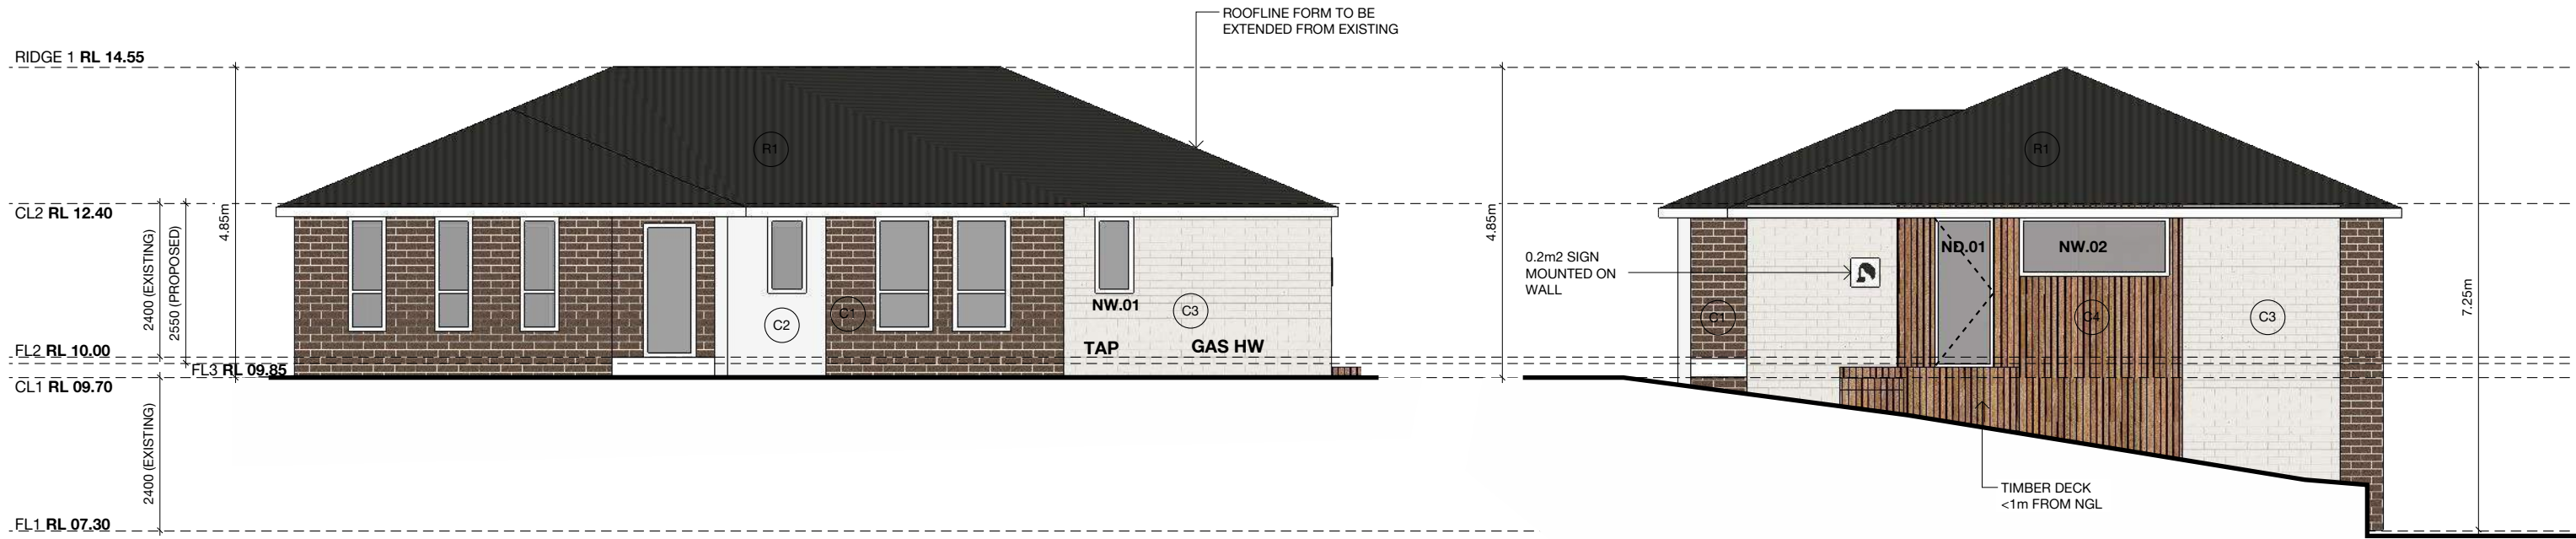 ROOFLINE FORM TO BE
EXTENDED FROM EXISTING
RIDGE 1 RL 14.55
R1
R1
CL2 RL 12.40
2400 (EXISTING)
2550 (PROPOSED)
4.85m
4.85m
0.2m2 SIGN
MOUNTED ON
WALL
ND.01
NW.02
7.25m
NW.01
C2
C1
C3
C1
C4
C3
TAP
GAS HW
FL2 RL 10.00
FL3 RL 09.85
CL1 RL 09.70
2400 (EXISTING)
TIMBER DECK
<1m FROM NGL
FL1 RL 07.30